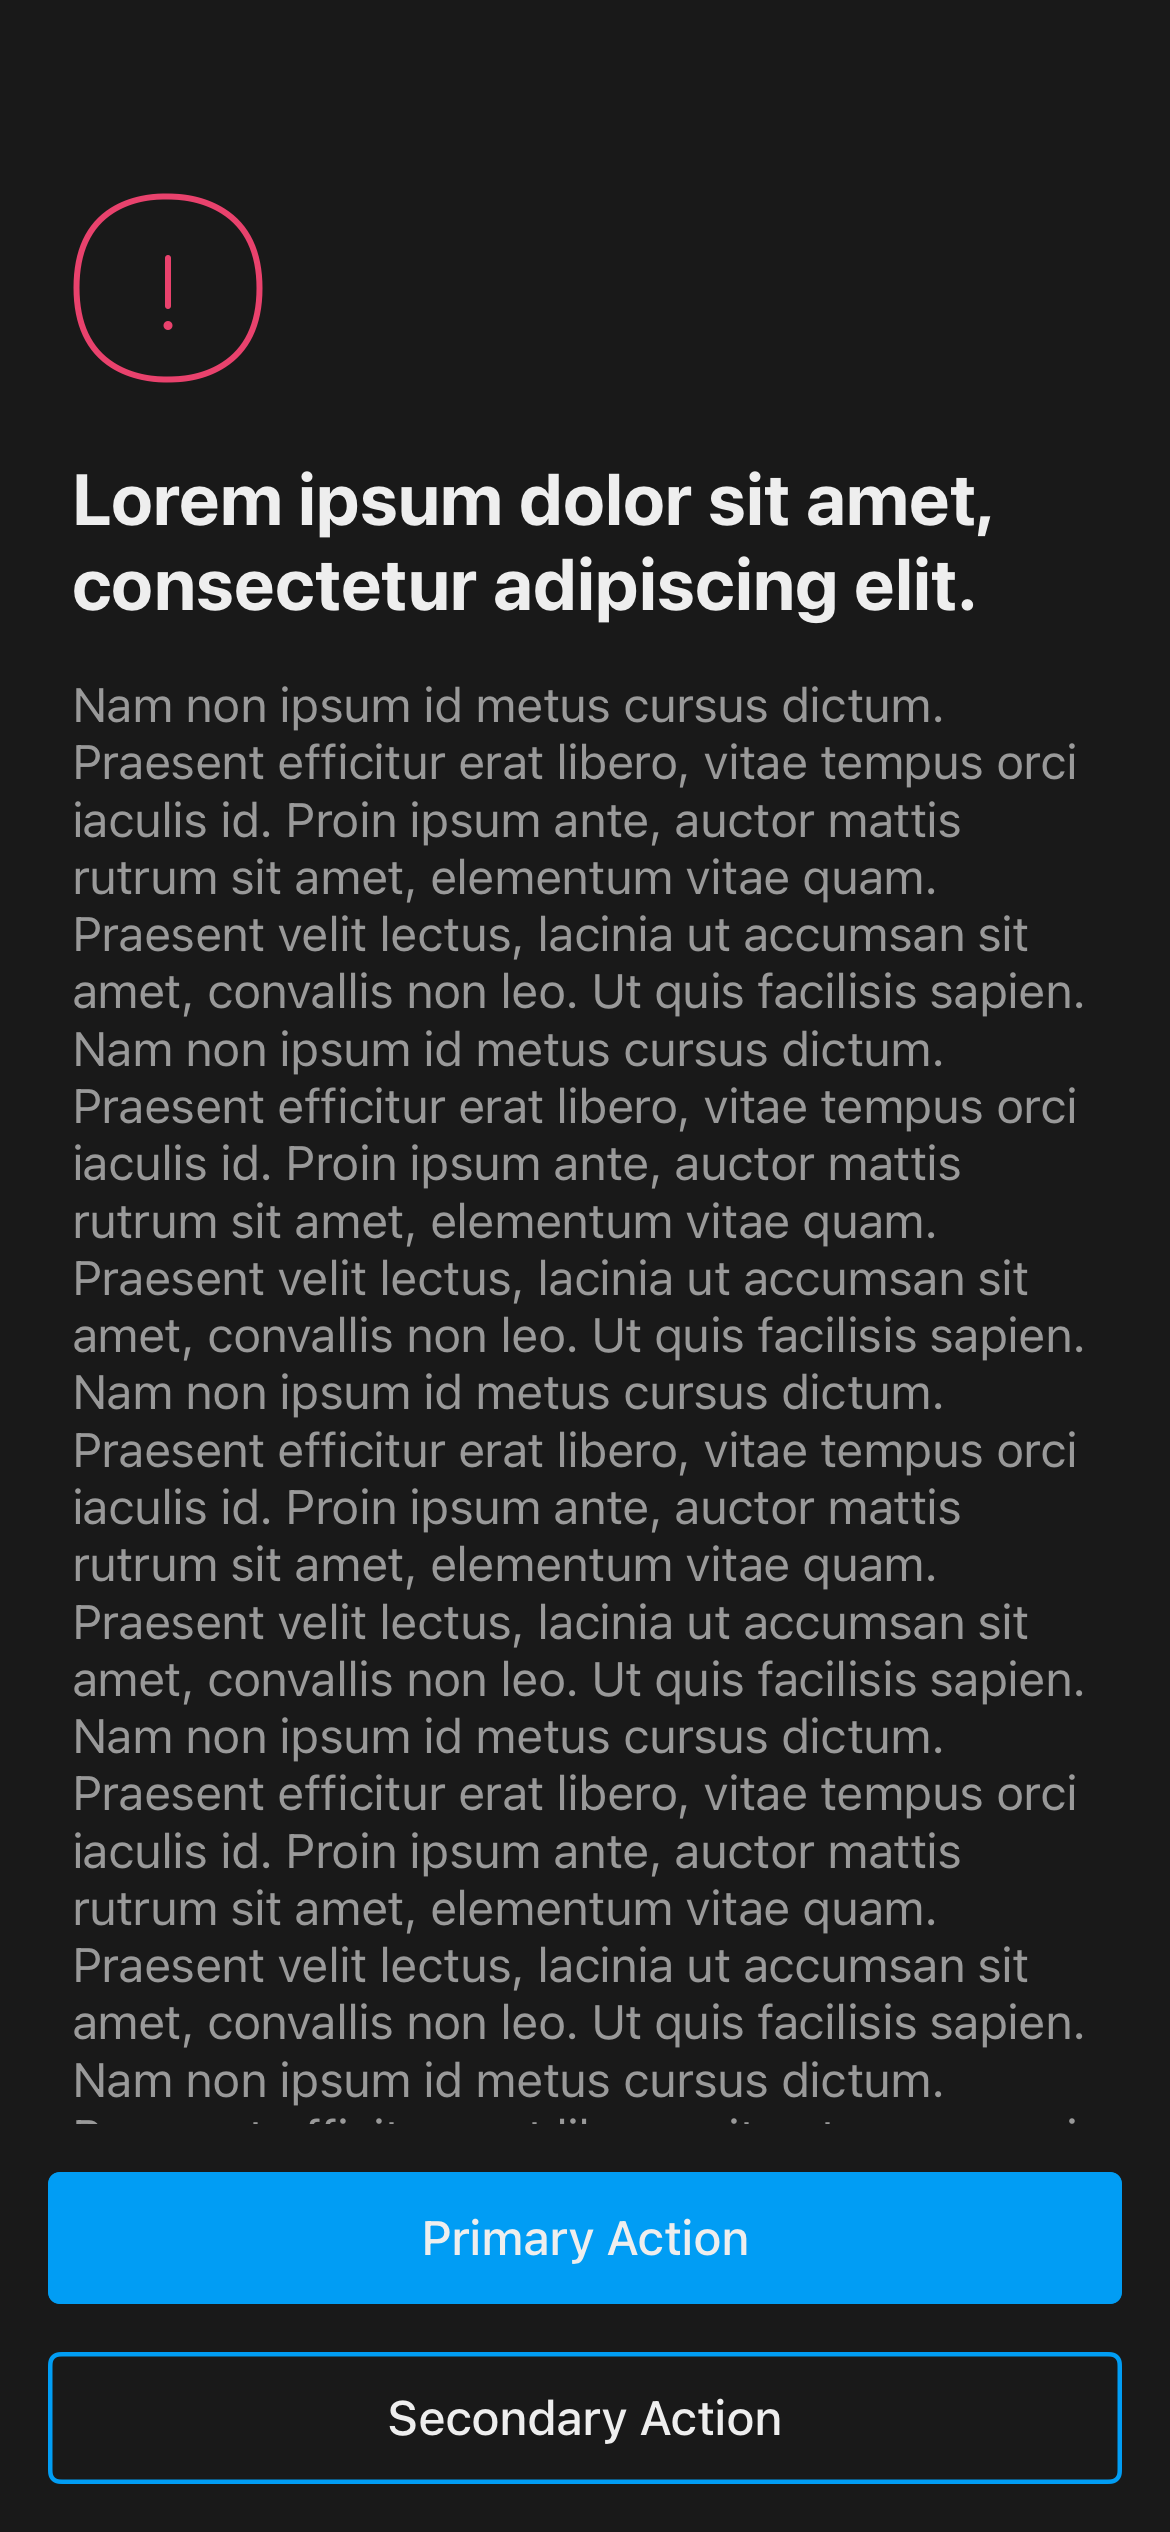 Lorem ipsum dolor sit amet,
consectetur adipiscing elit.
Nam non ipsum id metus cursus dictum.
Praesent efficitur erat libero, vitae tempus orci
iaculis id. Proin ipsum ante, auctor mattis
rutrum sit amet, elementum vitae quam.
Praesent velit lectus, lacinia ut accumsan sit
amet, convallis non leo. Ut quis facilisis sapien.
Nam non ipsum id metus cursus dictum.
Praesent efficitur erat libero, vitae tempus orci
iaculis id. Proin ipsum ante, auctor mattis
rutrum sit amet, elementum vitae quam.
Praesent velit lectus, lacinia ut accumsan sit
amet, convallis non leo. Ut quis facilisis sapien.
Nam non ipsum id metus cursus dictum.
Praesent efficitur erat libero, vitae tempus orci
iaculis id. Proin ipsum ante, auctor mattis
rutrum sit amet, elementum vitae quam.
Praesent velit lectus, lacinia ut accumsan sit
amet, convallis non leo. Ut quis facilisis sapien.
Nam non ipsum id metus cursus dictum.
Praesent efficitur erat libero, vitae tempus orci
iaculis id. Proin ipsum ante, auctor mattis
rutrum sit amet, elementum vitae quam.
Praesent velit lectus, lacinia ut accumsan sit
amet, convallis non leo. Ut quis facilisis sapien.
Nam non ipsum id metus cursus dictum.
Primary Action
Secondary Action